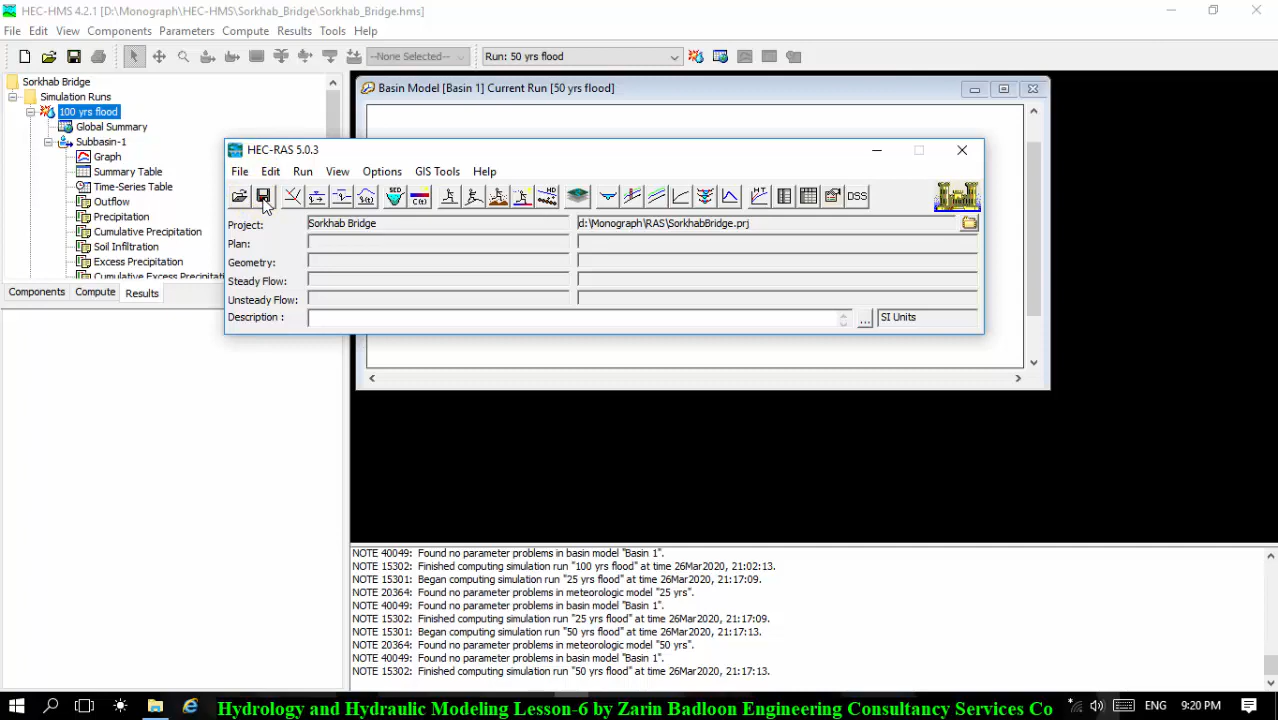 HEC-HMS 4.2.1 [D:\Monograph\HEC-HMS\Sorkhab_Bridge\Sorkhab_Bridge.hms]
File Edit View Components Parameters Compute Results Tools Help
--None Selected-- Run: 50 yrs flood
Sorkhab Bridge
Simulation Runs
100 yrs flood
Global Summary
Subbasin-1
Graph
Summary Table
Time-Series Table
Outflow
Precipitation
Cumulative Precipitation
Soil Infiltration
Excess Precipitation
Cumulative Excess Precipitati
Components Compute Results
Basin Model [Basin 1] Current Run [50 yrs flood]
HEC-RAS 5.0.3
File Edit Run View Options GIS Tools Help
DSS
Project: Sorkhab Bridge d:\Monograph\RAS\SorkhabBridge.prj
Plan:
Geometry:
Steady Flow:
Unsteady Flow:
Description : ... SI Units
NOTE 40049: Found no parameter problems in basin model "Basin 1".
NOTE 15302: Finished computing simulation run "100 yrs flood" at time 26Mar2020, 21:02:13.
NOTE 15301: Began computing simulation run "25 yrs flood" at time 26Mar2020, 21:17:09.
NOTE 20364: Found no parameter problems in meteorologic model "25 yrs".
NOTE 40049: Found no parameter problems in basin model "Basin 1".
NOTE 15302: Finished computing simulation run "25 yrs flood" at time 26Mar2020, 21:17:09.
NOTE 15301: Began computing simulation run "50 yrs flood" at time 26Mar2020, 21:17:13.
NOTE 20364: Found no parameter problems in meteorologic model "50 yrs".
NOTE 40049: Found no parameter problems in basin model "Basin 1".
NOTE 15302: Finished computing simulation run "50 yrs flood" at time 26Mar2020, 21:17:13.
Hydrology and Hydraulic Modeling Lesson-6 by Zarin Badloon Engineering Consultancy Services Co
ENG 9:20 PM